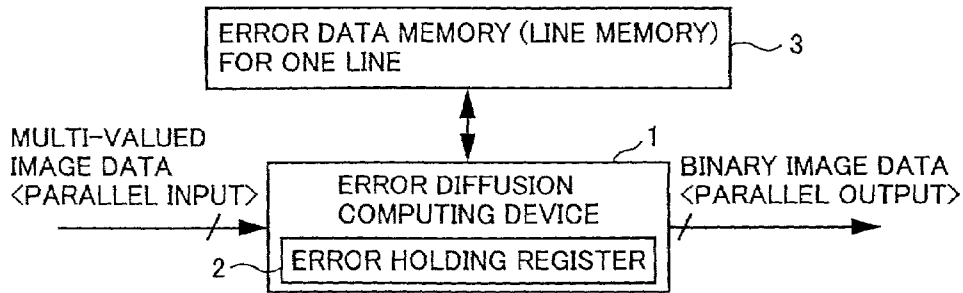 ERROR DATA MEMORY (LINE MEMORY)
FOR ONE LINE
3
MULTI-VALUED
IMAGE DATA
<PARALLEL INPUT>
1
ERROR DIFFUSION
COMPUTING DEVICE
2
ERROR HOLDING REGISTER
BINARY IMAGE DATA
<PARALLEL OUTPUT>